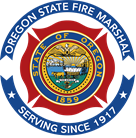 OREGON STATE FIRE MARSHAL
STATE OF OREGON
1859
SERVING SINCE 1917